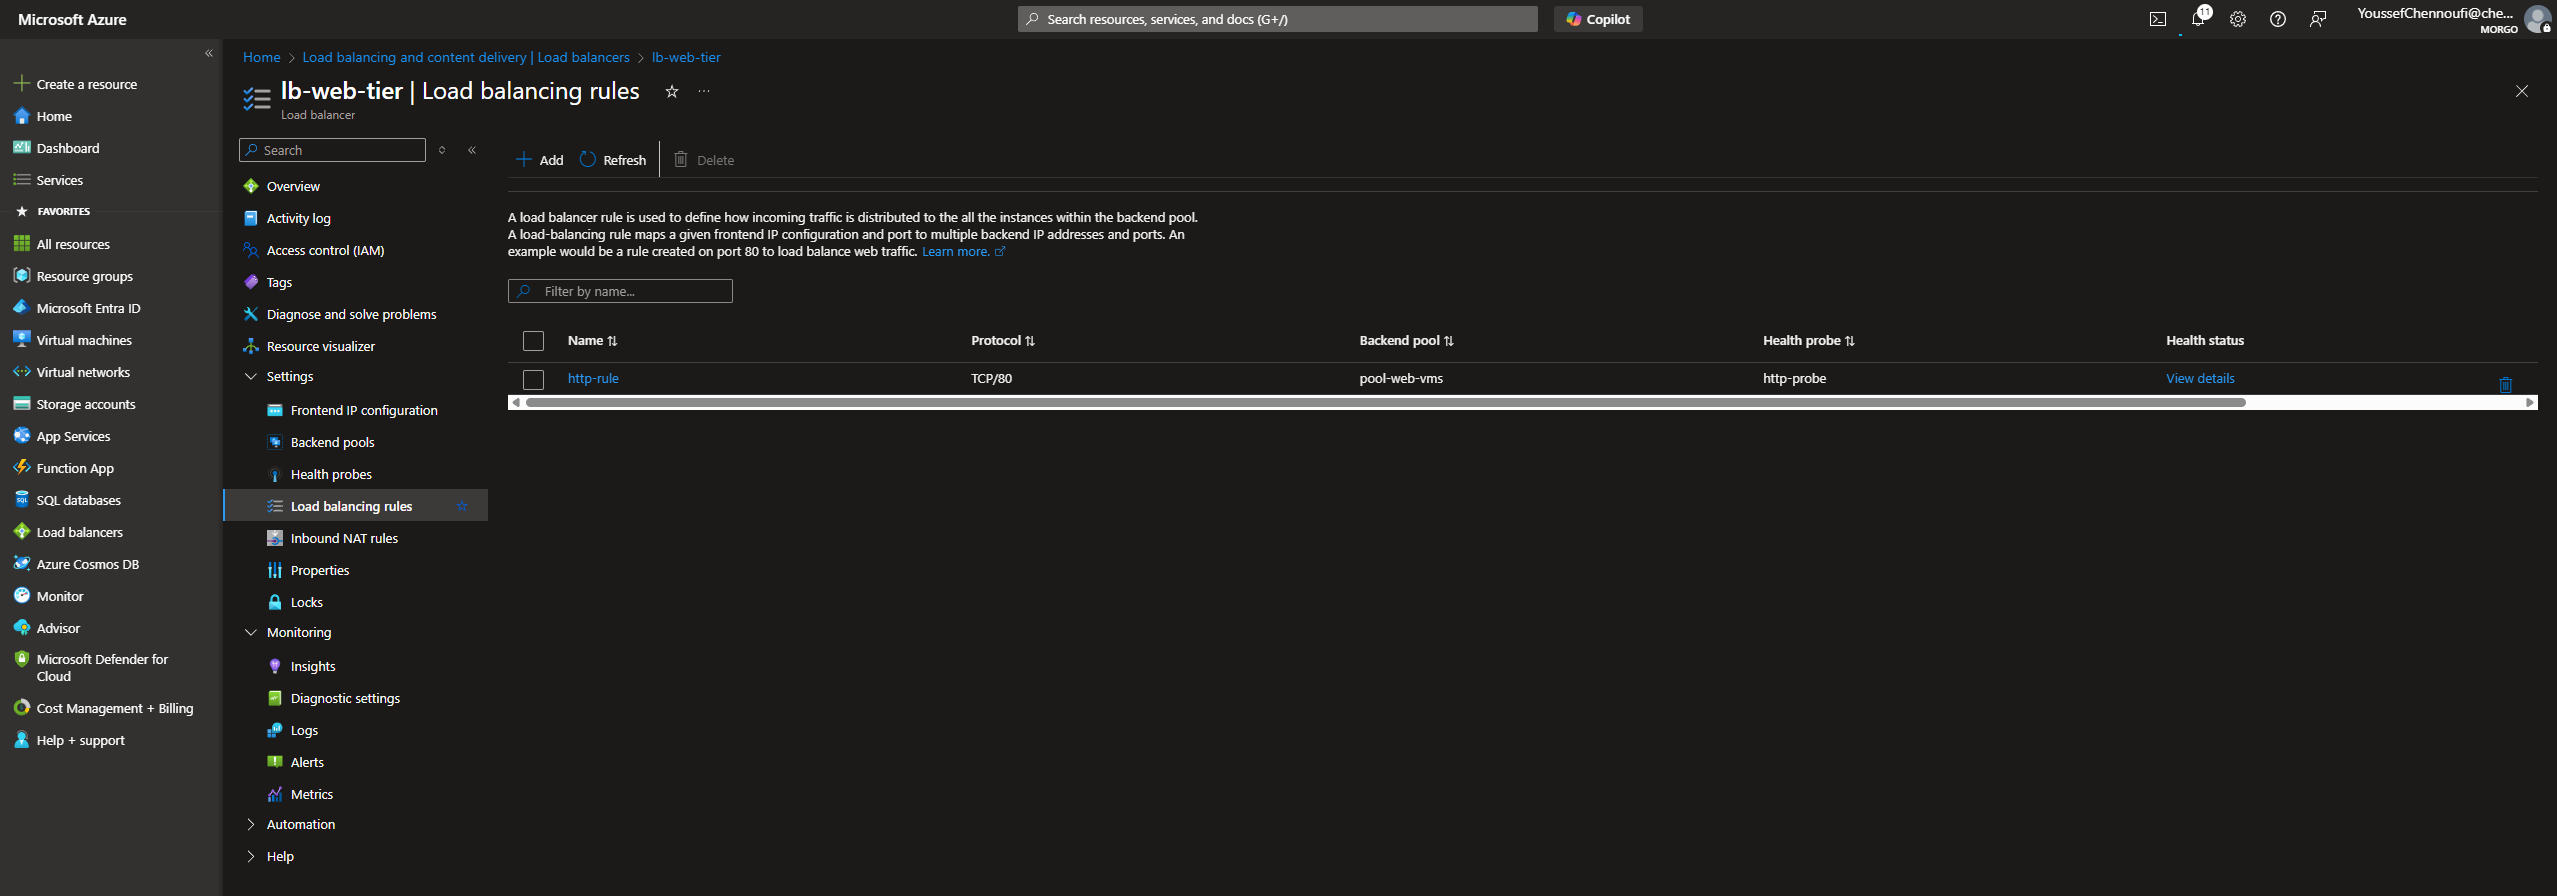 Microsoft Azure
Search resources, services, and docs (G+/)
Copilot
11
YoussefChennoufi@che...
MORGO
Create a resource
Home
Dashboard
Services
FAVORITES
All resources
Resource groups
Microsoft Entra ID
Virtual machines
Virtual networks
Storage accounts
App Services
Function App
SQL databases
Load balancers
Azure Cosmos DB
Monitor
Advisor
Microsoft Defender for
Cloud
Cost Management + Billing
Help + support
Home > Load balancing and content delivery | Load balancers > lb-web-tier
lb-web-tier | Load balancing rules
Load balancer
Search
Overview
Activity log
Access control (IAM)
Tags
Diagnose and solve problems
Resource visualizer
Settings
Frontend IP configuration
Backend pools
Health probes
Load balancing rules
Inbound NAT rules
Properties
Locks
Monitoring
Insights
Diagnostic settings
Logs
Alerts
Metrics
Automation
Help
Add Refresh Delete
A load balancer rule is used to define how incoming traffic is distributed to the all the instances within the backend pool.
A load-balancing rule maps a given frontend IP configuration and port to multiple backend IP addresses and ports. An
example would be a rule created on port 80 to load balance web traffic. Learn more.
Filter by name...
Name Protocol Backend pool Health probe Health status
http-rule TCP/80 pool-web-vms http-probe View details